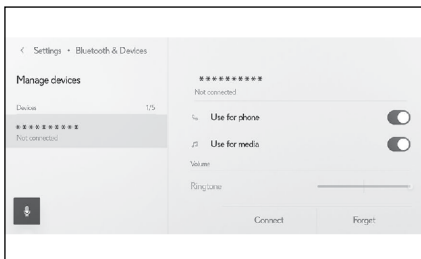 Settings • Bluetooth & Devices
Manage devices
Devices 1/5
**********
Not connected
**********
Not connected
Use for phone
Use for media
Volume
Ringtone
Connect Forget